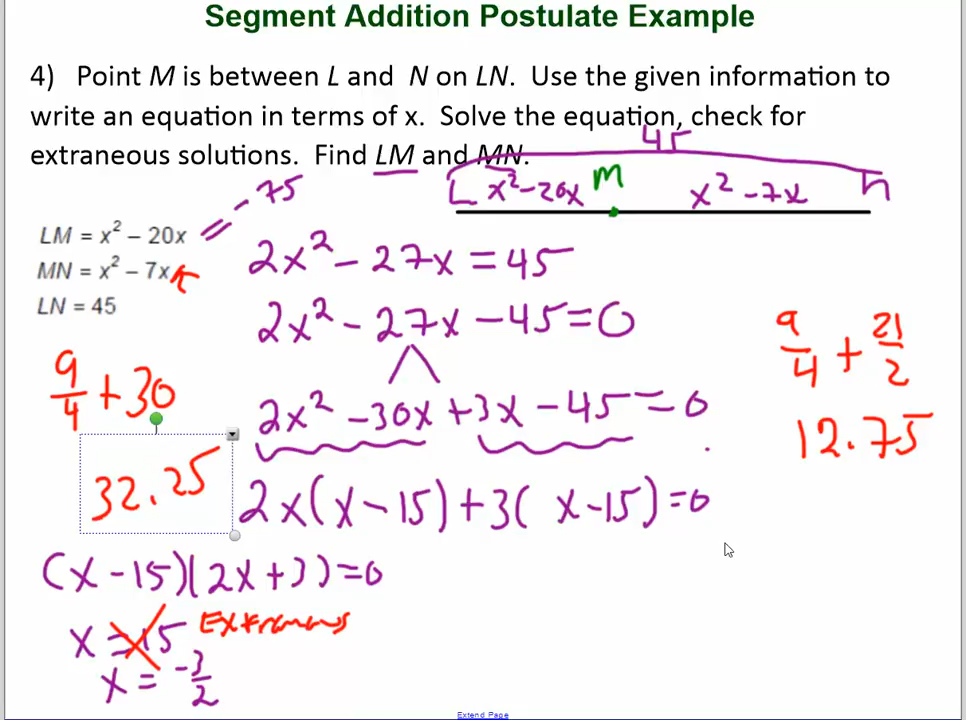 Segment Addition Postulate Example
4) Point M is between L and N on LN. Use the given information to
write an equation in terms of x. Solve the equation, check for
extraneous solutions. Find LM and MN.
45
L x² - 20x M x² - 7x n
- 75
LM = x² – 20x
MN = x² – 7x
LN = 45
2x² - 27x = 45
2x² - 27x - 45 = 0
9/4 + 30
32.25
9/4 + 21/2
12.75
2x² - 30x + 3x - 45 = 0
2x(x - 15) + 3(x - 15) = 0
(x - 15)(2x + 3) = 0
x = 15 Extraneous
x = -3/2
Extend Page